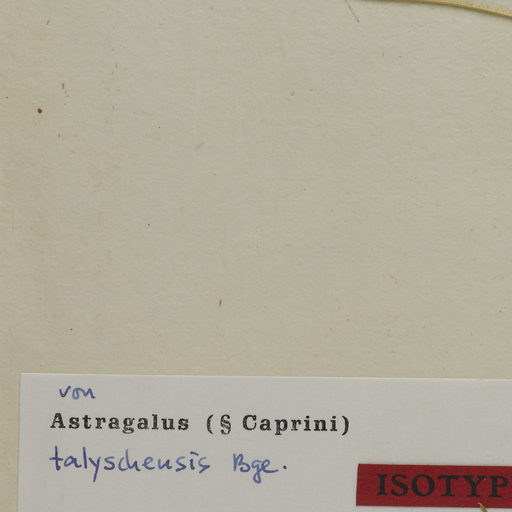 von
Astragalus (§ Caprini)
talyschensis Bge.
ISOTYP